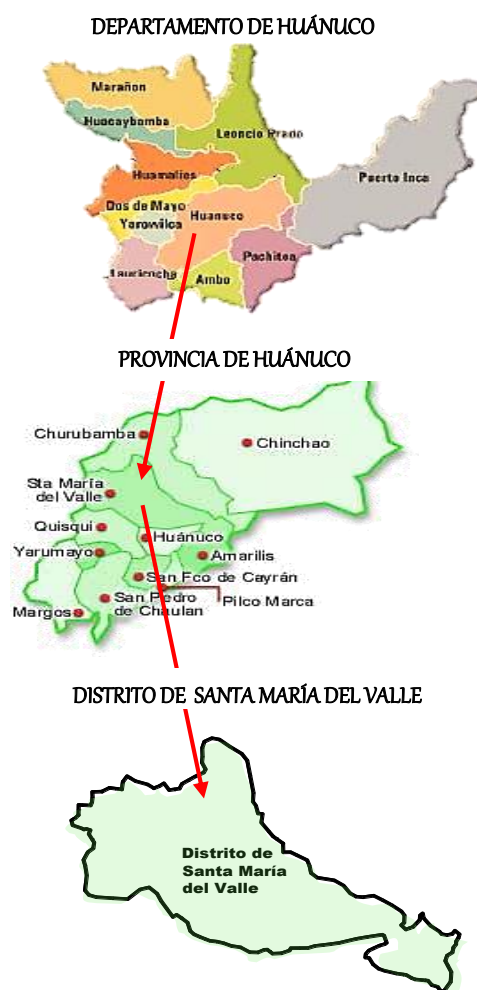 DEPARTAMENTO DE HUÁNUCO
Marañon
Huacaybamba
Leoncio Prado
Huamalies
Puerto Inca
Dos de Mayo
Huanuco
Yarowilca
Pachitea
Lauricocha
Ambo
PROVINCIA DE HUÁNUCO
Churubamba
Chinchao
Sta María
del Valle
Quisqui
Huánuco
Yarumayo
Amarilis
San Fco de Cayrán
San Pedro
de Chaulan
Pilco Marca
Margos
DISTRITO DE SANTA MARÍA DEL VALLE
Distrito de
Santa María
del Valle